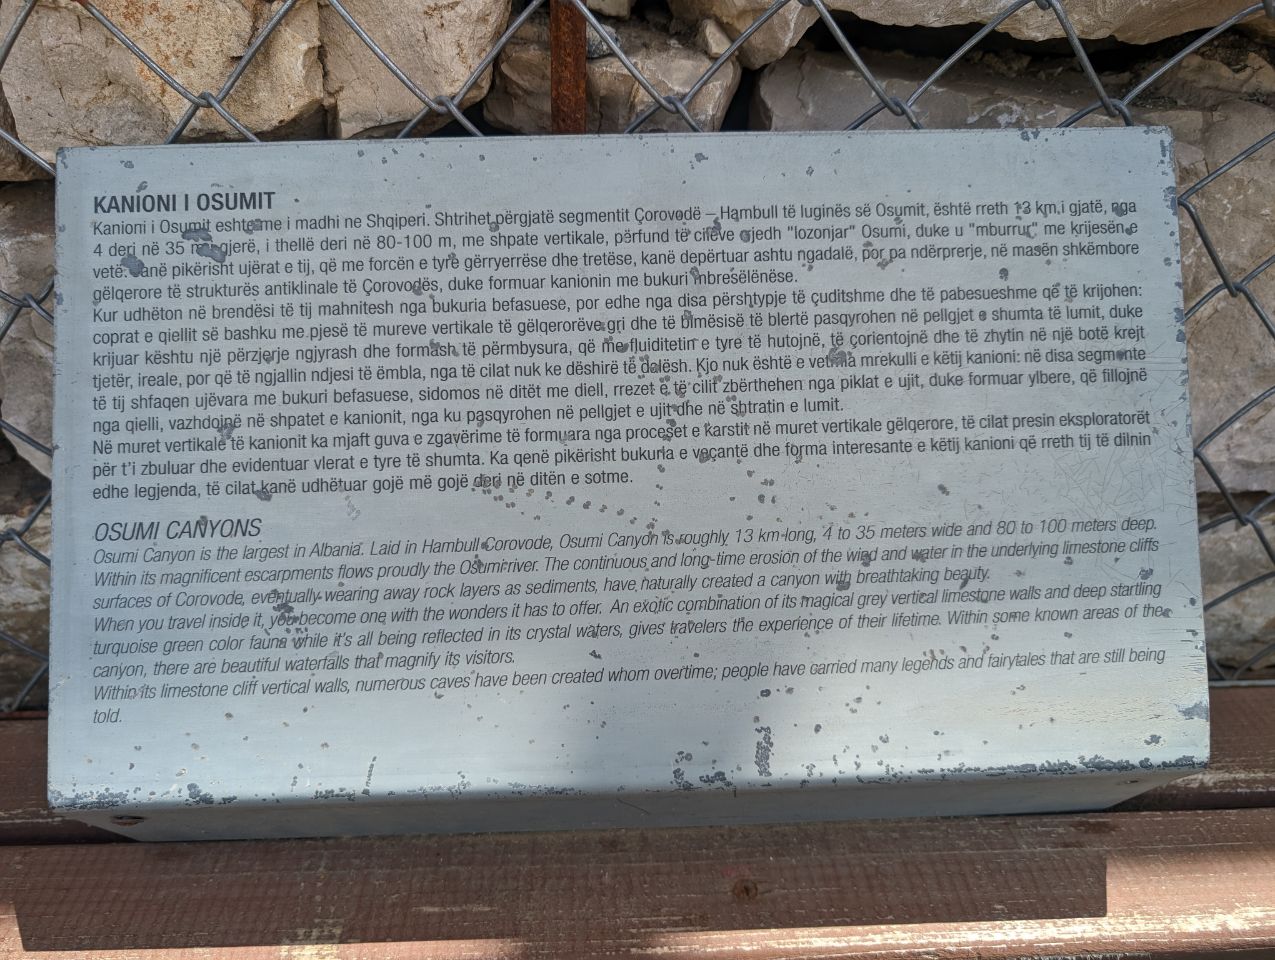 KANIONI I OSUMIT
Kanioni i Osumit eshte me i madhi ne Shqiperi. Shtrihet përgjatë segmentit Çorovodë – Hambull të luginës së Osumit, është rreth 13 km i gjatë, nga
4 deri në 35 m i gjerë, i thellë deri në 80-100 m, me shpate vertikale, përfund të cilëve rrjedh "lozonjar" Osumi, duke u "mburrur" me krijesën e
vetë. Janë pikërisht ujërat e tij, që me forcën e tyre gërryerrëse dhe tretëse, kanë depërtuar ashtu ngadalë, por pa ndërprerje, në masën shkëmbore
gëlqerore të strukturës antiklinale të Çorovodës, duke formuar kanionin me bukuri mbresëlënëse.
Kur udhëton në brendësi të tij mahnitesh nga bukuria befasuese, por edhe nga disa përshtypje të çuditshme dhe të pabesueshme që të krijohen:
coprat e qiellit së bashku me pjesë të mureve vertikale të gëlqerorëve gri dhe të bimësisë të blertë pasqyrohen në pellgjet e shumta të lumit, duke
krijuar kështu një përzjerje ngjyrash dhe formash të përmbysura, që me fluiditetin e tyre të hutojnë, të çorientojnë dhe të zhytin në një botë krejt
tjetër, ireale, por që të ngjallin ndjesi të ëmbla, nga të cilat nuk ke dëshirë të dalësh. Kjo nuk është e vetmja mrekulli e këtij kanioni: në disa segmente
të tij shfaqen ujëvara me bukuri befasuese, sidomos në ditët me diell, rrezet e të cilit zbërthehen nga piklat e ujit, duke formuar ylbere, që fillojnë
nga qielli, vazhdojnë në shpatet e kanionit, nga ku pasqyrohen në pellgjet e ujit dhe në shtratin e lumit.
Në muret vertikale të kanionit ka mjaft guva e zgavërime të formuara nga proceset e karstit në muret vertikale gëlqerore, të cilat presin eksploratorët
për t'i zbuluar dhe evidentuar vlerat e tyre të shumta. Ka qenë pikërisht bukuria e veçantë dhe forma interesante e këtij kanioni që rreth tij të dilnin
edhe legjenda, të cilat kanë udhëtuar gojë më gojë deri në ditën e sotme.
OSUMI CANYONS
Osumi Canyon is the largest in Albania. Laid in Hambull Corovode, Osumi Canyon is roughly 13 km-long, 4 to 35 meters wide and 80 to 100 meters deep.
Within its magnificent escarpments flows proudly the Osumi river. The continuous and long-time erosion of the wind and water in the underlying limestone cliffs
surfaces of Corovode, eventually wearing away rock layers as sediments, have naturally created a canyon with breathtaking beauty.
When you travel inside it, you become one with the wonders it has to offer. An exotic combination of its magical grey vertical limestone walls and deep startling
turquoise green color fauna while it's all being reflected in its crystal waters, gives travelers the experience of their lifetime. Within some known areas of the
canyon, there are beautiful waterfalls that magnify its visitors.
Within its limestone cliff vertical walls, numerous caves have been created whom overtime; people have carried many legends and fairytales that are still being
told.